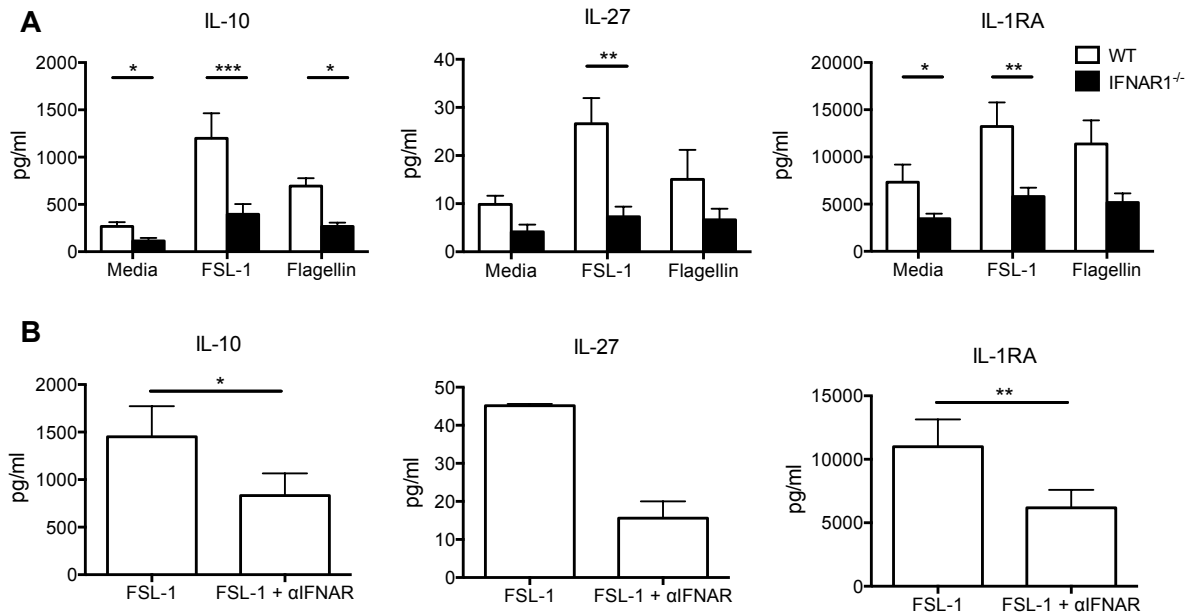 A
IL-10
* *** *
2000
1500
1000
500
0
pg/ml
Media FSL-1 Flagellin
IL-27
**
40
30
20
10
0
pg/ml
Media FSL-1 Flagellin
IL-1RA
* **
20000
15000
10000
5000
0
pg/ml
Media FSL-1 Flagellin
WT
IFNAR1-/-
B
IL-10
*
2000
1500
1000
500
0
pg/ml
FSL-1 FSL-1 + αIFNAR
IL-27
50
40
30
20
10
0
pg/ml
FSL-1 FSL-1 + αIFNAR
IL-1RA
**
15000
10000
5000
0
pg/ml
FSL-1 FSL-1 + αIFNAR